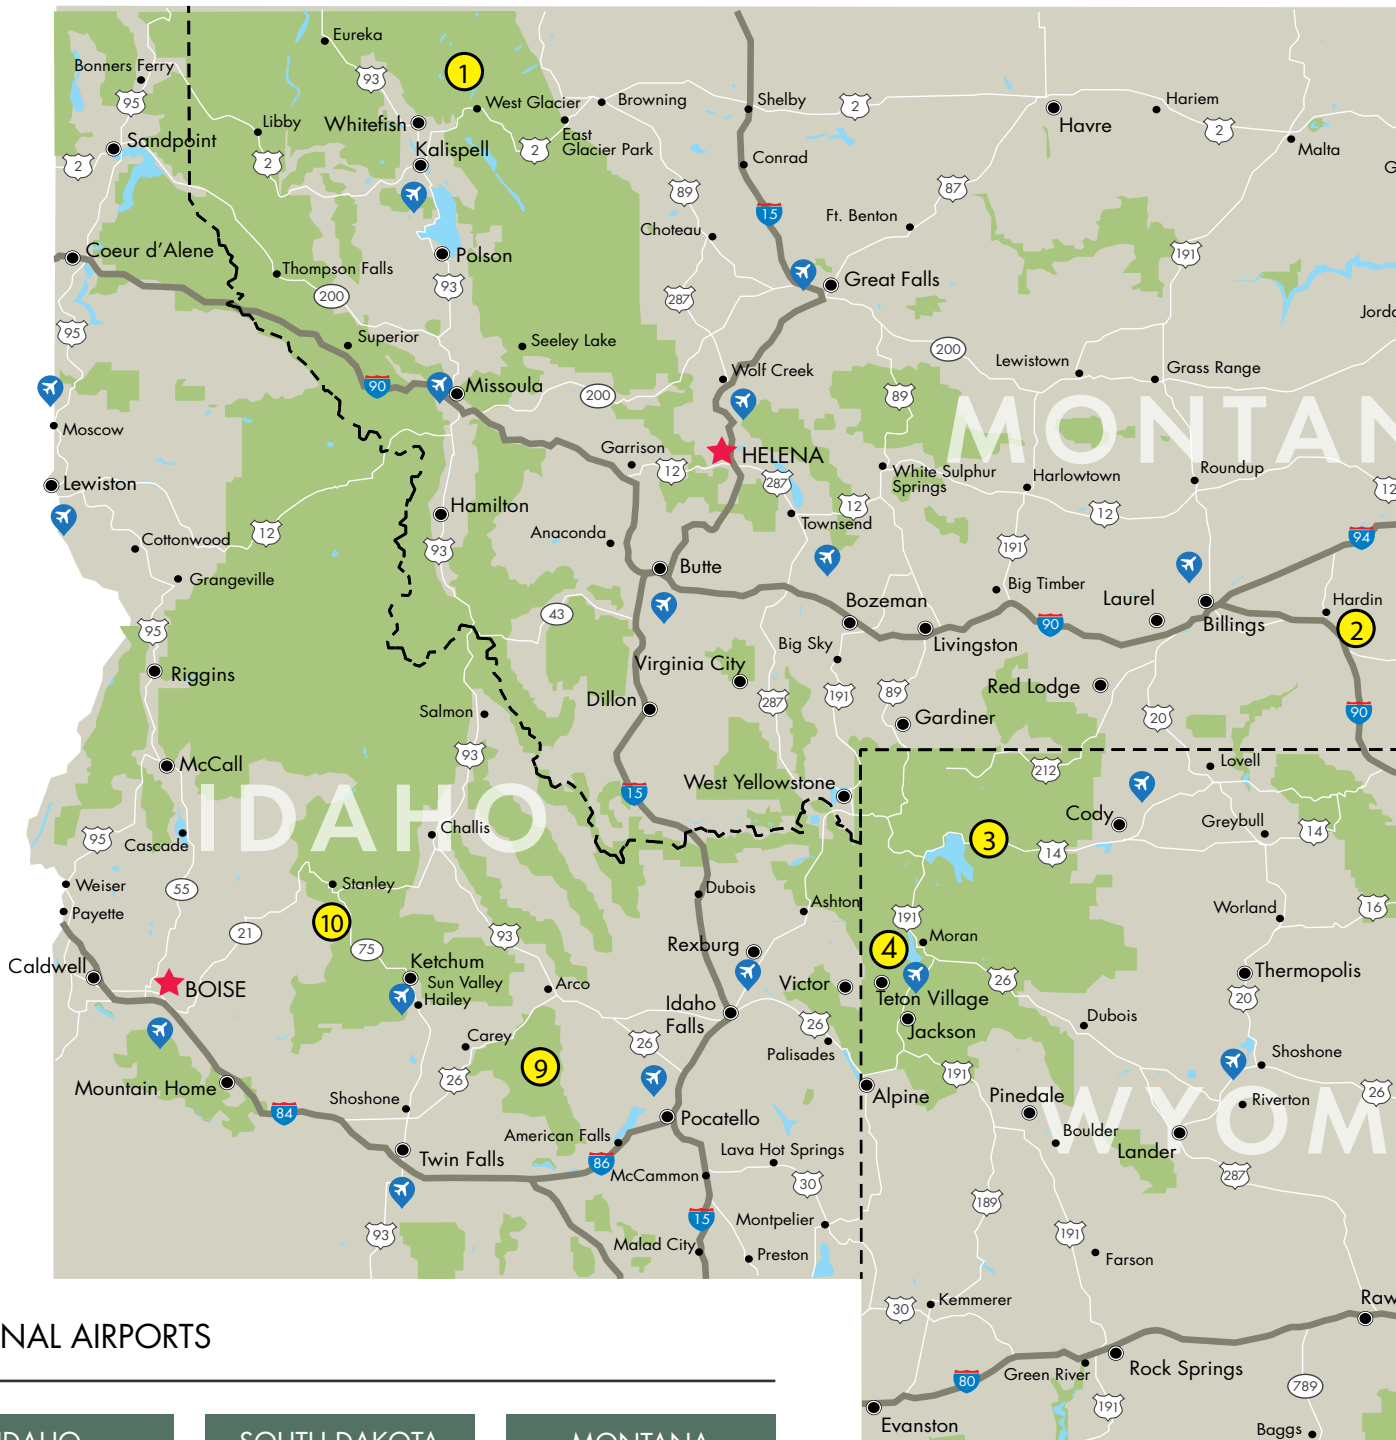 Eureka
Bonners Ferry
93
1
95
West Glacier
Browning
Shelby
2
Hariem
Libby
Whitefish
Havre
2
Sandpoint
East
Glacier Park
Malta
2
2
Kalispell
2
Conrad
G
89
87
15
Ft. Benton
Choteau
Coeur d'Alene
Polson
191
Thompson Falls
Great Falls
93
200
287
Jordo
95
Superior
Seeley Lake
200
Lewistown
Grass Range
Wolf Creek
90
Missoula
200
89
MONTAN
Moscow
Garrison
HELENA
12
White Sulphur
Springs
Harlowtown
Roundup
Lewiston
287
12
Hamilton
12
12
Townsend
Anaconda
12
94
Cottonwood
93
191
Butte
Grangeville
Big Timber
Laurel
Hardin
43
Bozeman
90
Billings
2
95
Big Sky
Livingston
Riggins
Virginia City
Red Lodge
Dillon
287
191
89
Salmon
Gardiner
20
90
93
McCall
West Yellowstone
212
Lovell
15
IDAHO
Cody
Challis
3
Greybull
14
95
Cascade
14
Weiser
55
Stanley
Dubois
Ashton
Payette
10
191
Worland
16
21
93
Moran
75
Rexburg
4
Caldwell
Ketchum
Thermopolis
Sun Valley
Arco
Victor
26
BOISE
Hailey
Teton Village
20
Idaho
Falls
Jackson
Dubois
26
Carey
26
Palisades
Shoshone
9
191
26
Mountain Home
Shoshone
Alpine
Pinedale
Riverton
26
84
WYOM
Pocatello
American Falls
Boulder
Lander
Twin Falls
Lava Hot Springs
86
McCammon
30
287
189
15
Montpelier
93
191
Malad City
Preston
Farson
30
Kemmerer
Raw
NAL AIRPORTS
Green River
Rock Springs
80
789
191
Evanston
Baggs
IDAHO
SOUTH DAKOTA
MONTANA